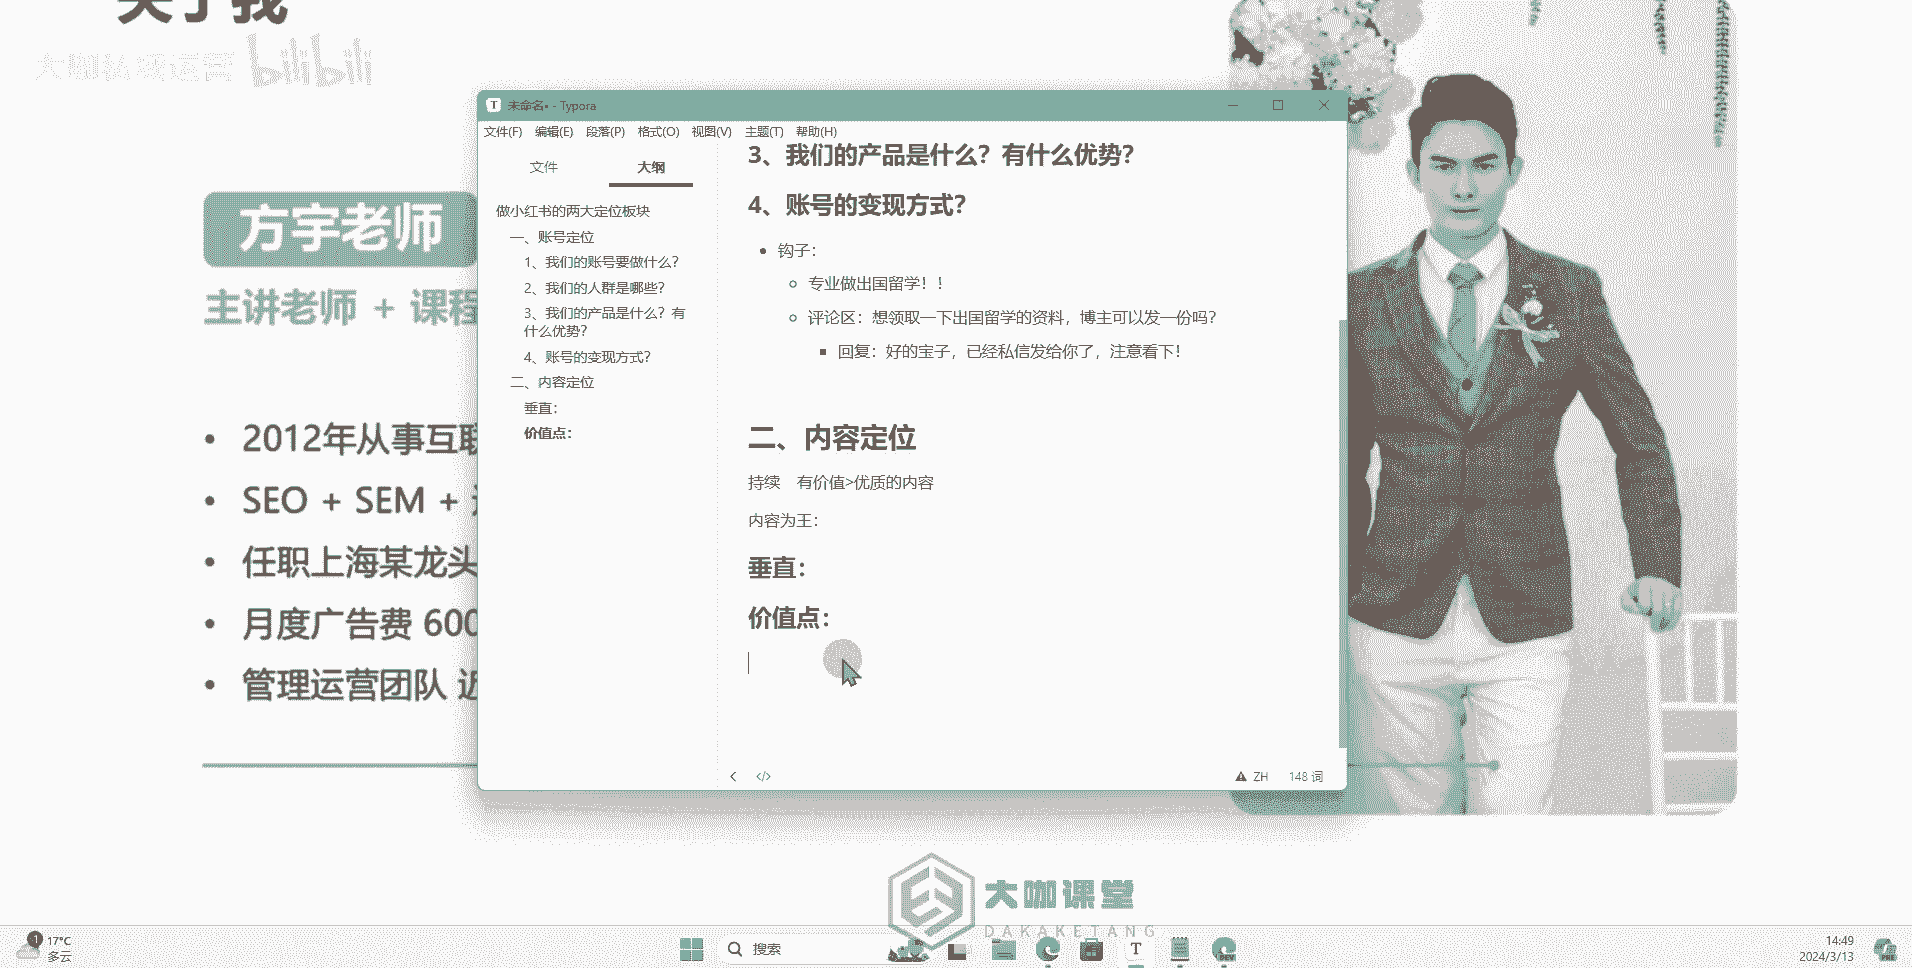 关于我
大咖私域运营 bilibili
方宇老师
主讲老师 + 课程
• 2012年从事互联
• SEO + SEM +
• 任职上海某龙头
• 月度广告费 600
• 管理运营团队 近
未命名• - Typora
文件(F) 编辑(E) 段落(P) 格式(O) 视图(V) 主题(T) 帮助(H)
文件 大纲
做小红书的两大定位板块
一、账号定位
1、我们的账号要做什么？
2、我们的人群是哪些？
3、我们的产品是什么？有
什么优势？
4、账号的变现方式？
二、内容定位
垂直：
价值点：
3、我们的产品是什么？有什么优势？
4、账号的变现方式？
钩子：
专业做出国留学！！
评论区：想领取一下出国留学的资料，博主可以发一份吗？
回复：好的宝子，已经私信发给你了，注意看下！
二、内容定位
持续 有价值>优质的内容
内容为王：
垂直：
价值点：
ZH 148 词
大咖课堂
DAKAKETANG
1
17°C
多云
搜索
T
DEV
14:49
2024/3/13
PRE